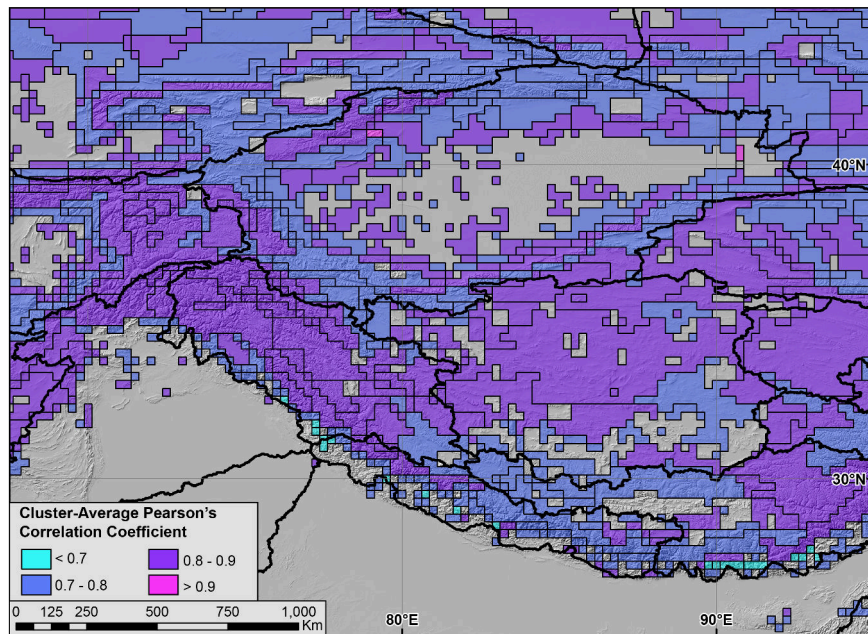 40°N
30°N
Cluster-Average Pearson's
Correlation Coefficient
< 0.7 0.8 - 0.9
0.7 - 0.8 > 0.9
0 125 250 500 750 1,000
Km
80°E 90°E